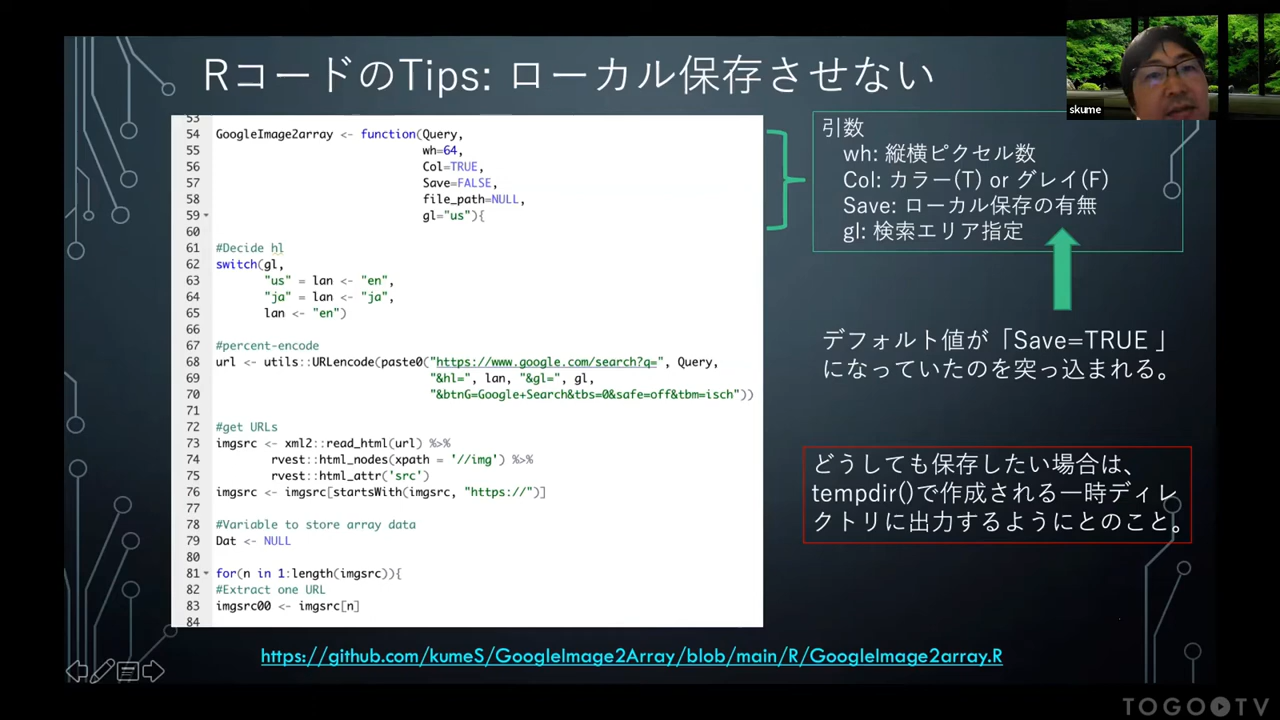 RコードのTips: ローカル保存させない
skume
53
54 GoogleImage2array <- function(Query,
55 wh=64,
56 Col=TRUE,
57 Save=FALSE,
58 file_path=NULL,
59 gl="us"){
60
61 #Decide hl
62 switch(gl,
63 "us" = lan <- "en",
64 "ja" = lan <- "ja",
65 lan <- "en")
66
67 #percent-encode
68 url <- utils::URLencode(paste0("https://www.google.com/search?q=", Query,
69 "&hl=", lan, "&gl=", gl,
70 "&btnG=Google+Search&tbs=0&safe=off&tbm=isch"))
71
72 #get URLs
73 imgsrc <- xml2::read_html(url) %>%
74 rvest::html_nodes(xpath = '//img') %>%
75 rvest::html_attr('src')
76 imgsrc <- imgsrc[startsWith(imgsrc, "https://")]
77
78 #Variable to store array data
79 Dat <- NULL
80
81 for(n in 1:length(imgsrc)){
82 #Extract one URL
83 imgsrc00 <- imgsrc[n]
84
引数
wh: 縦横ピクセル数
Col: カラー(T) or グレイ(F)
Save: ローカル保存の有無
gl: 検索エリア指定
デフォルト値が「Save=TRUE 」
になっていたのを突っ込まれる。
どうしても保存したい場合は、
tempdir()で作成される一時ディレ
クトリに出力するようにとのこと。
https://github.com/kumeS/GoogleImage2Array/blob/main/R/GoogleImage2array.R
TOGO TV